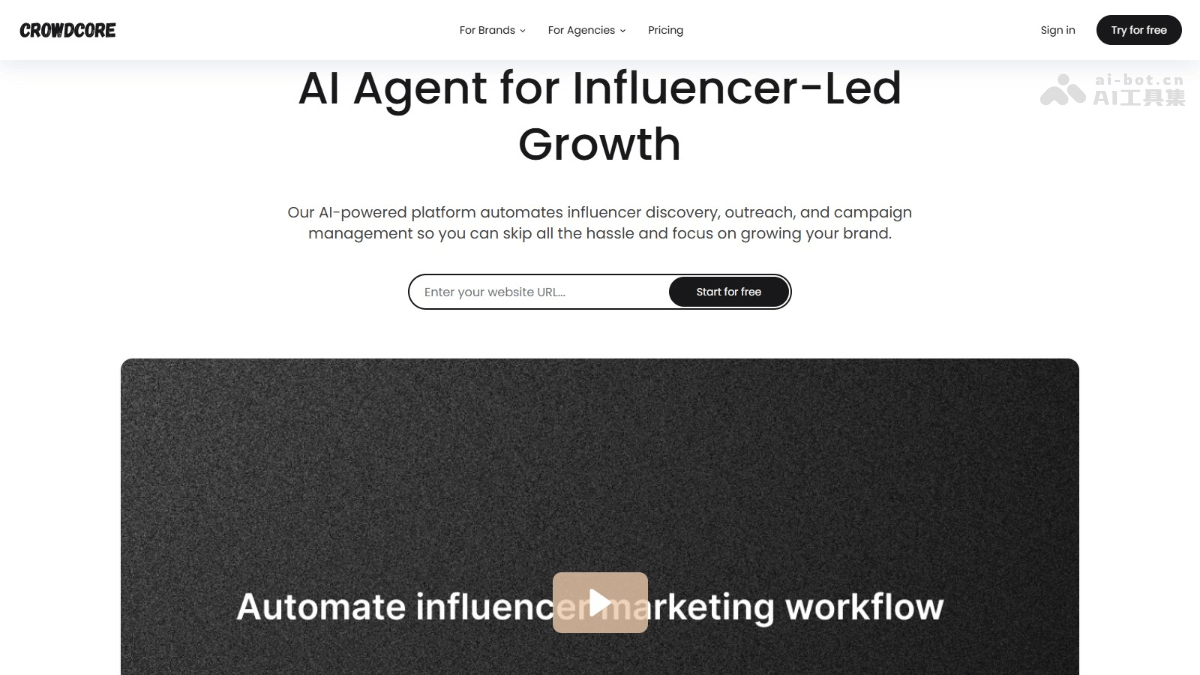 CROWDCORE
For Brands
For Agencies
Pricing
Sign in
Try for free
ai-bot.cn
AI工具集
AI Agent for Influencer-Led
Growth
Our AI-powered platform automates influencer discovery, outreach, and campaign
management so you can skip all the hassle and focus on growing your brand.
Enter your website URL...
Start for free
Automate influencer marketing workflow